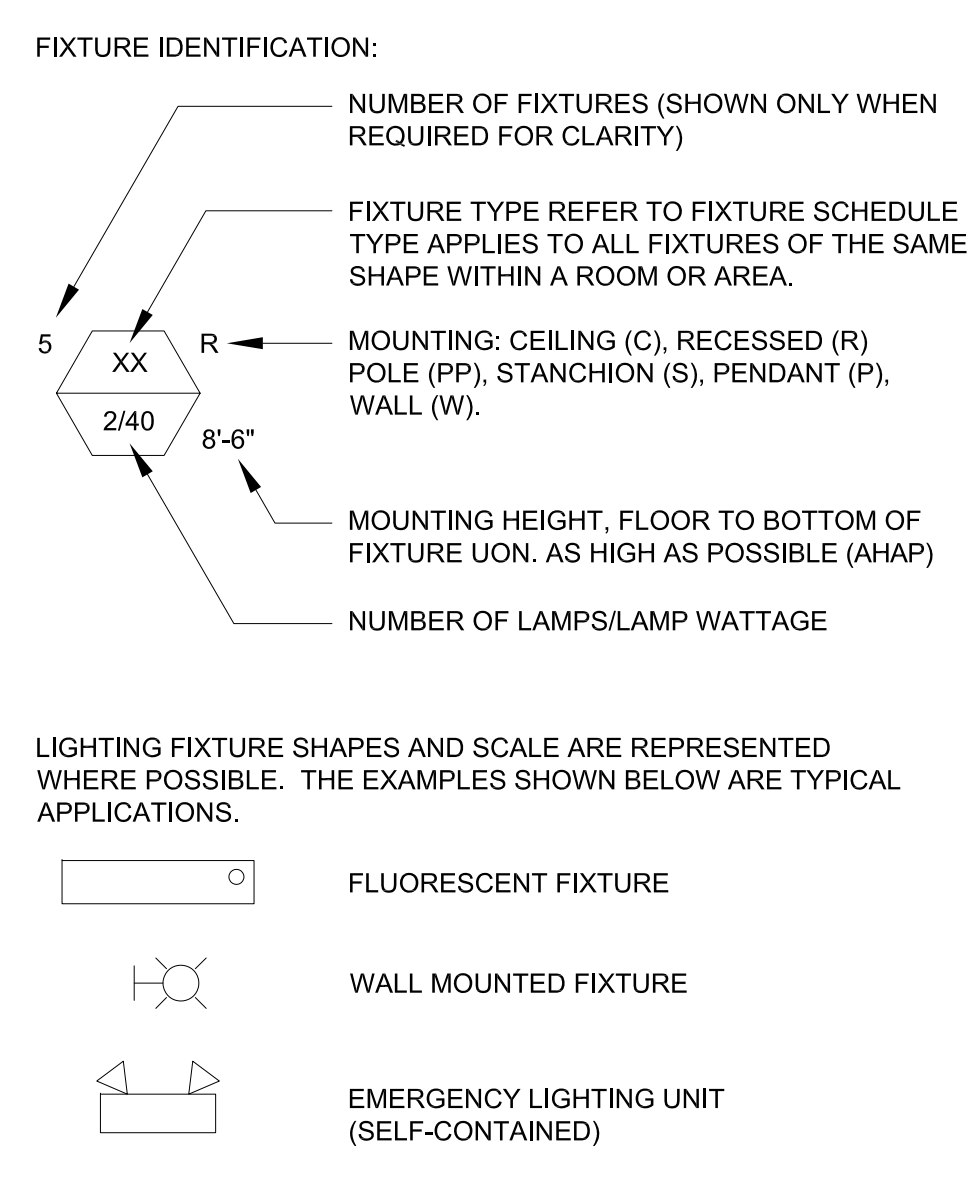 FIXTURE IDENTIFICATION:
NUMBER OF FIXTURES (SHOWN ONLY WHEN
REQUIRED FOR CLARITY)
FIXTURE TYPE REFER TO FIXTURE SCHEDULE
TYPE APPLIES TO ALL FIXTURES OF THE SAME
SHAPE WITHIN A ROOM OR AREA.
5
XX
R
2/40
8'-6"
MOUNTING: CEILING (C), RECESSED (R)
POLE (PP), STANCHION (S), PENDANT (P),
WALL (W).
MOUNTING HEIGHT, FLOOR TO BOTTOM OF
FIXTURE UON. AS HIGH AS POSSIBLE (AHAP)
NUMBER OF LAMPS/LAMP WATTAGE
LIGHTING FIXTURE SHAPES AND SCALE ARE REPRESENTED
WHERE POSSIBLE.  THE EXAMPLES SHOWN BELOW ARE TYPICAL
APPLICATIONS.
FLUORESCENT FIXTURE
WALL MOUNTED FIXTURE
EMERGENCY LIGHTING UNIT
(SELF-CONTAINED)